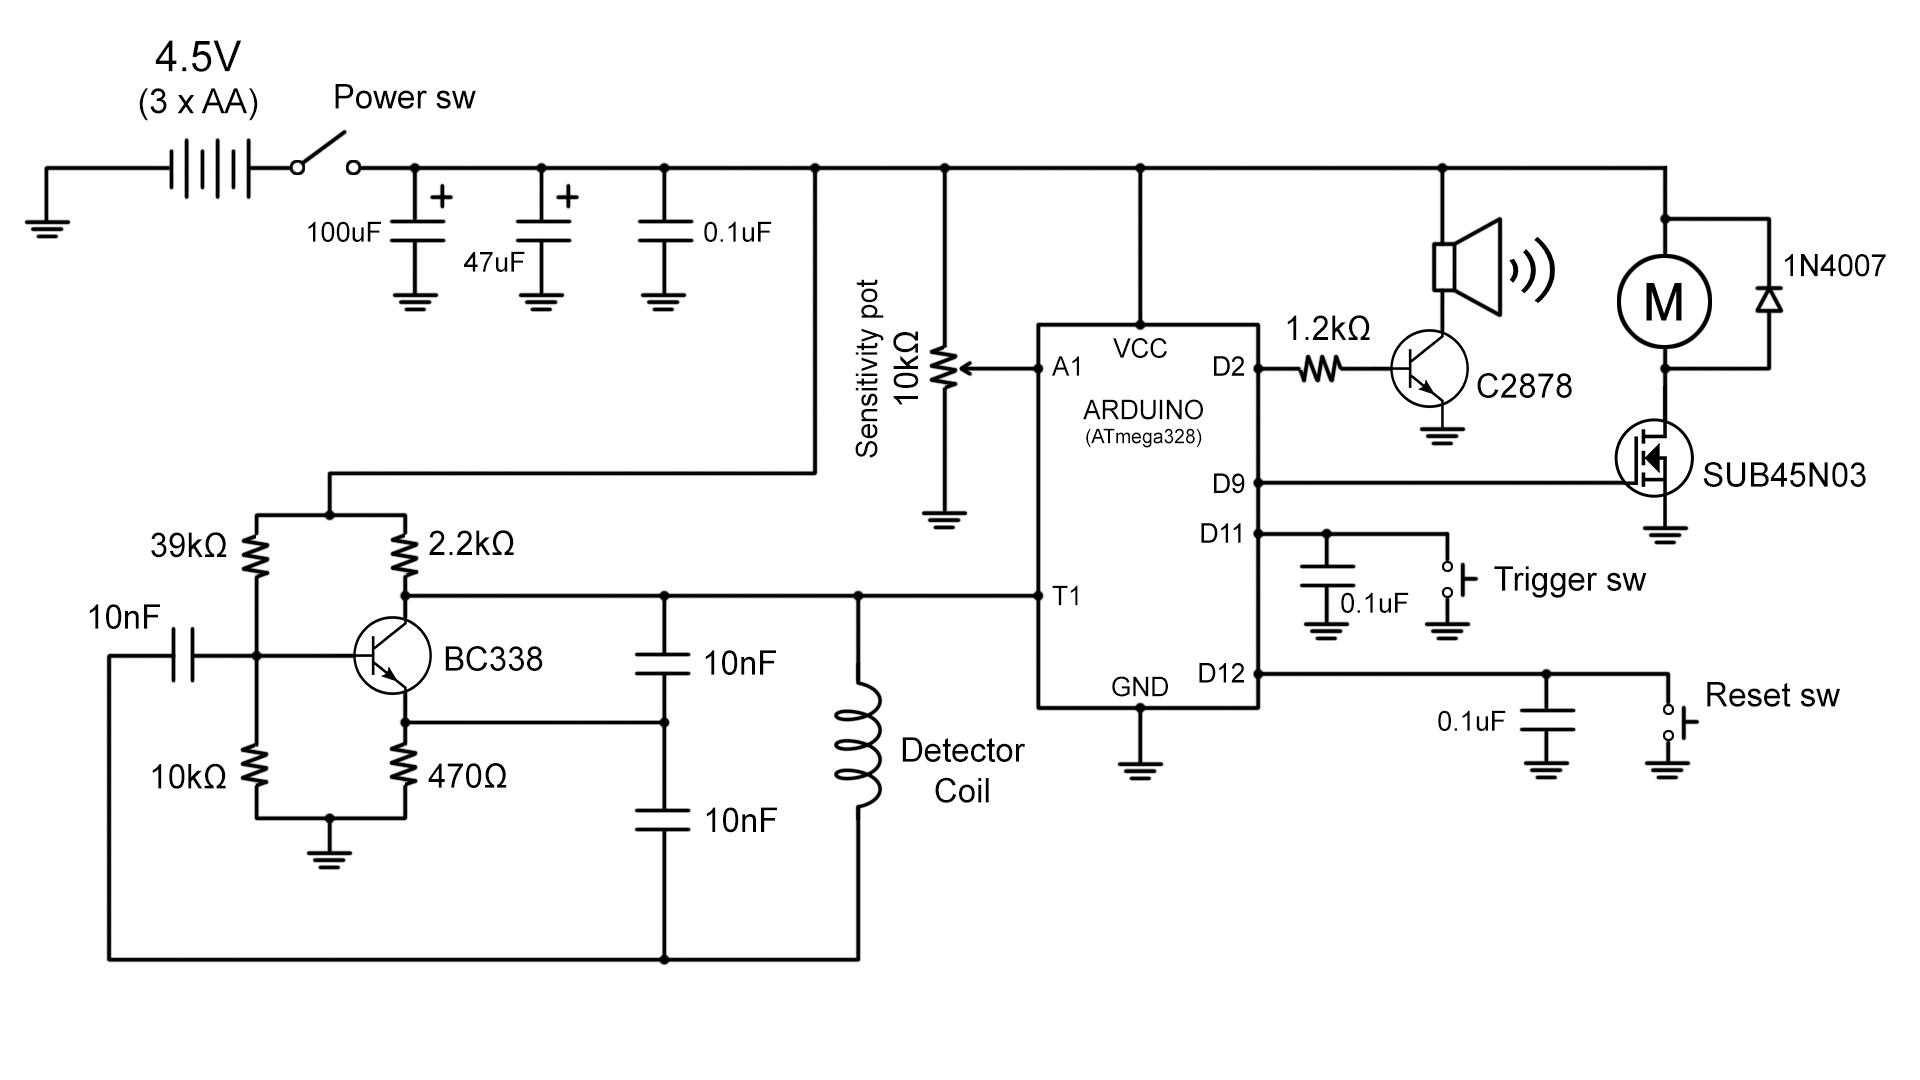 4.5V
(3 x AA)
Power sw
+
+
100uF
47uF
0.1uF
Sensitivity pot
10kΩ
A1
VCC
ARDUINO
(ATmega328)
D2
D9
D11
D12
T1
GND
1.2kΩ
C2878
M
1N4007
SUB45N03
0.1uF
Trigger sw
0.1uF
Reset sw
39kΩ
2.2kΩ
10nF
BC338
10nF
10kΩ
470Ω
10nF
Detector
Coil